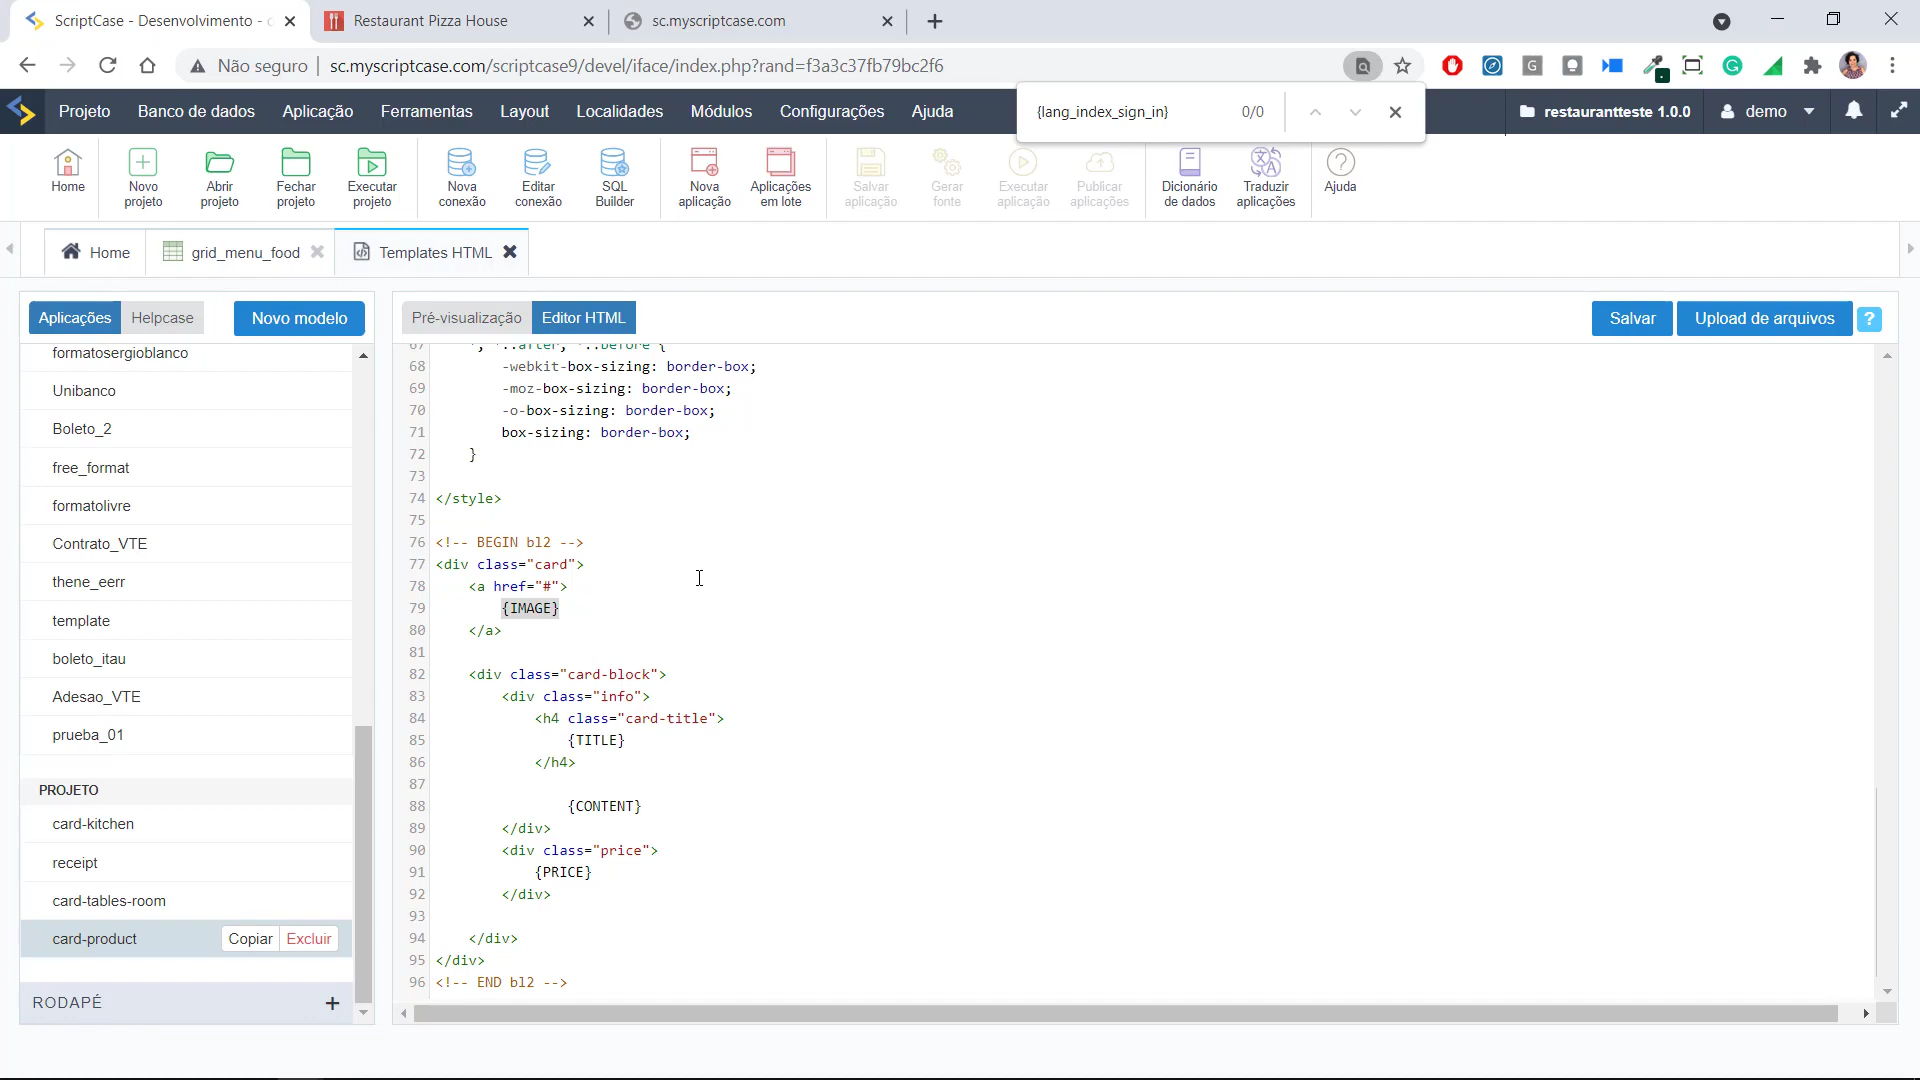 ScriptCase - Desenvolvimento -
Restaurant Pizza House
sc.myscriptcase.com
Não seguro
sc.myscriptcase.com/scriptcase9/devel/iface/index.php?rand=f3a3c37fb79bc2f6
Projeto
Banco de dados
Aplicação
Ferramentas
Layout
Localidades
Módulos
Configurações
Ajuda
{lang_index_sign_in}
0/0
restaurantteste 1.0.0
demo
Home
Novo
projeto
Abrir
projeto
Fechar
projeto
Executar
projeto
Nova
conexão
Editar
conexão
SQL
Builder
Nova
aplicação
Aplicações
em lote
Salvar
aplicação
Gerar
fonte
Executar
aplicação
Publicar
aplicações
Dicionário
de dados
Traduzir
aplicações
Ajuda
Home
grid_menu_food
Templates HTML
Aplicações
Helpcase
Novo modelo
Pré-visualização
Editor HTML
Salvar
Upload de arquivos
?
formatosergioblanco
Unibanco
Boleto_2
free_format
formatolivre
Contrato_VTE
thene_eerr
template
boleto_itau
Adesao_VTE
prueba_01
PROJETO
card-kitchen
receipt
card-tables-room
card-product
Copiar
Excluir
RODAPÉ
+
68 -webkit-box-sizing: border-box;
69 -moz-box-sizing: border-box;
70 -o-box-sizing: border-box;
71 box-sizing: border-box;
72 }
73
74 </style>
75
76 <!-- BEGIN bl2 -->
77 <div class="card">
78 <a href="#">
79 {IMAGE}
80 </a>
81
82 <div class="card-block">
83 <div class="info">
84 <h4 class="card-title">
85 {TITLE}
86 </h4>
87
88 {CONTENT}
89 </div>
90 <div class="price">
91 {PRICE}
92 </div>
93
94 </div>
95 </div>
96 <!-- END bl2 -->